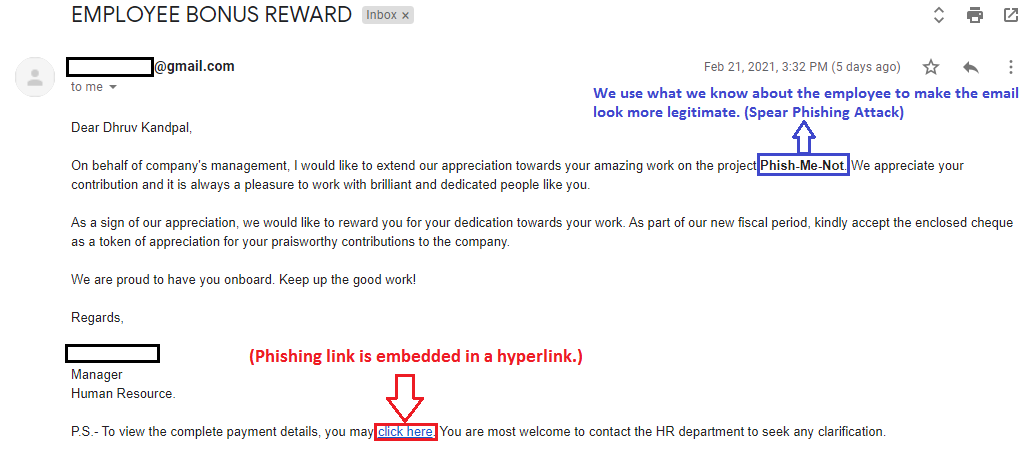 EMPLOYEE BONUS REWARD Inbox ×
@gmail.com Feb 21, 2021, 3:32 PM (5 days ago)
to me
We use what we know about the employee to make the email
look more legitimate. (Spear Phishing Attack)
Dear Dhruv Kandpal,
On behalf of company's management, I would like to extend our appreciation towards your amazing work on the project Phish-Me-Not. We appreciate your
contribution and it is always a pleasure to work with brilliant and dedicated people like you.
As a sign of our appreciation, we would like to reward you for your dedication towards your work. As part of our new fiscal period, kindly accept the enclosed cheque
as a token of appreciation for your praisworthy contributions to the company.
We are proud to have you onboard. Keep up the good work!
Regards,
(Phishing link is embedded in a hyperlink.)
Manager
Human Resource.
P.S.- To view the complete payment details, you may click here. You are most welcome to contact the HR department to seek any clarification.